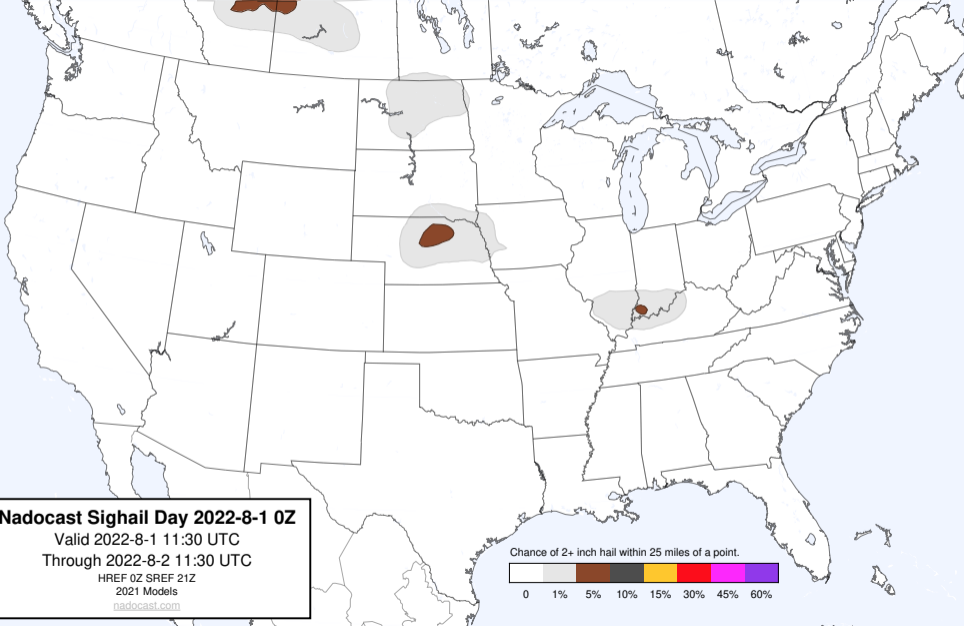 Nadocast Sighail Day 2022-8-1 0Z
Valid 2022-8-1 11:30 UTC
Through 2022-8-2 11:30 UTC
HREF 0Z SREF 21Z
2021 Models
nadocast.com
Chance of 2+ inch hail within 25 miles of a point.
0 1% 5% 10% 15% 30% 45% 60%